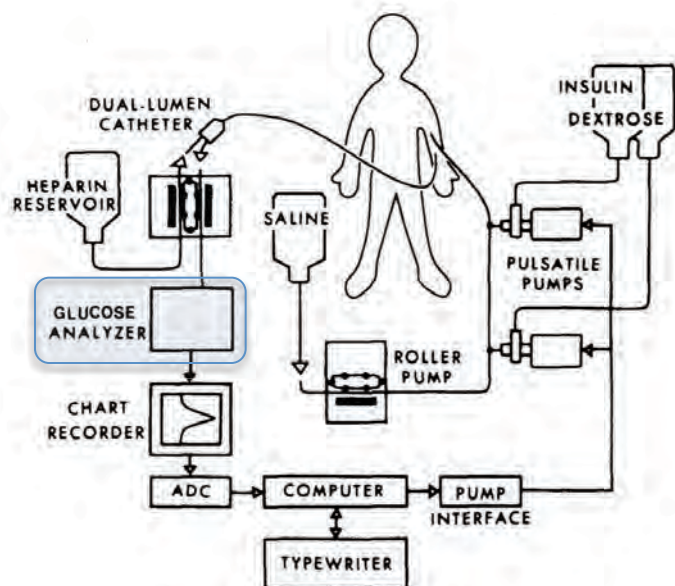 DUAL-LUMEN
CATHETER
INSULIN
DEXTROSE
HEPARIN
RESERVOIR
SALINE
PULSATILE
PUMPS
GLUCOSE
ANALYZER
ROLLER
PUMP
CHART
RECORDER
ADC
COMPUTER
PUMP
INTERFACE
TYPEWRITER